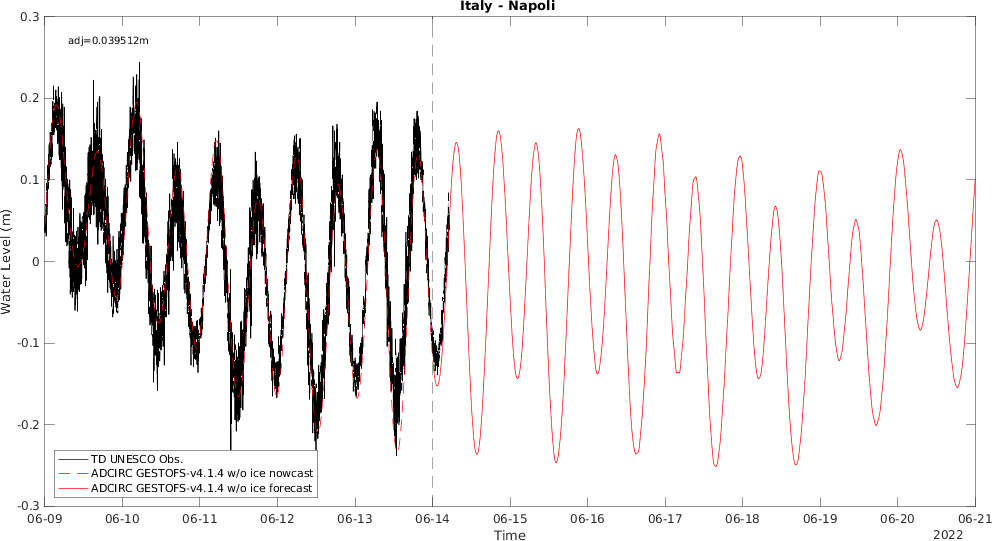 Italy - Napoli
adj=0.039512m
Water Level (m)
0.3
0.2
0.1
0
-0.1
-0.2
-0.3
TD UNESCO Obs.
ADCIRC GESTOFS-v4.1.4 w/o ice nowcast
ADCIRC GESTOFS-v4.1.4 w/o ice forecast
06-09 06-10 06-11 06-12 06-13 06-14 06-15 06-16 06-17 06-18 06-19 06-20 06-21
Time
2022